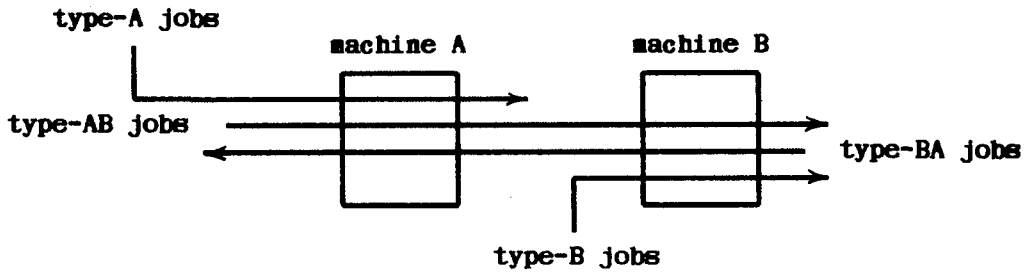 type-A jobs
machine A
machine B
type-AB jobs
type-BA jobs
type-B jobs